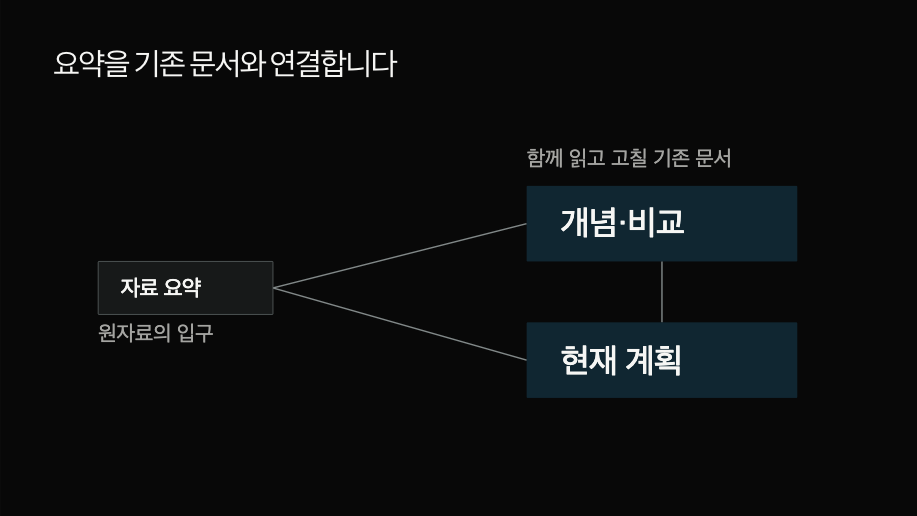 요약을 기존 문서와 연결합니다
함께 읽고 고칠 기존 문서
개념·비교
자료 요약
원자료의 입구
현재 계획